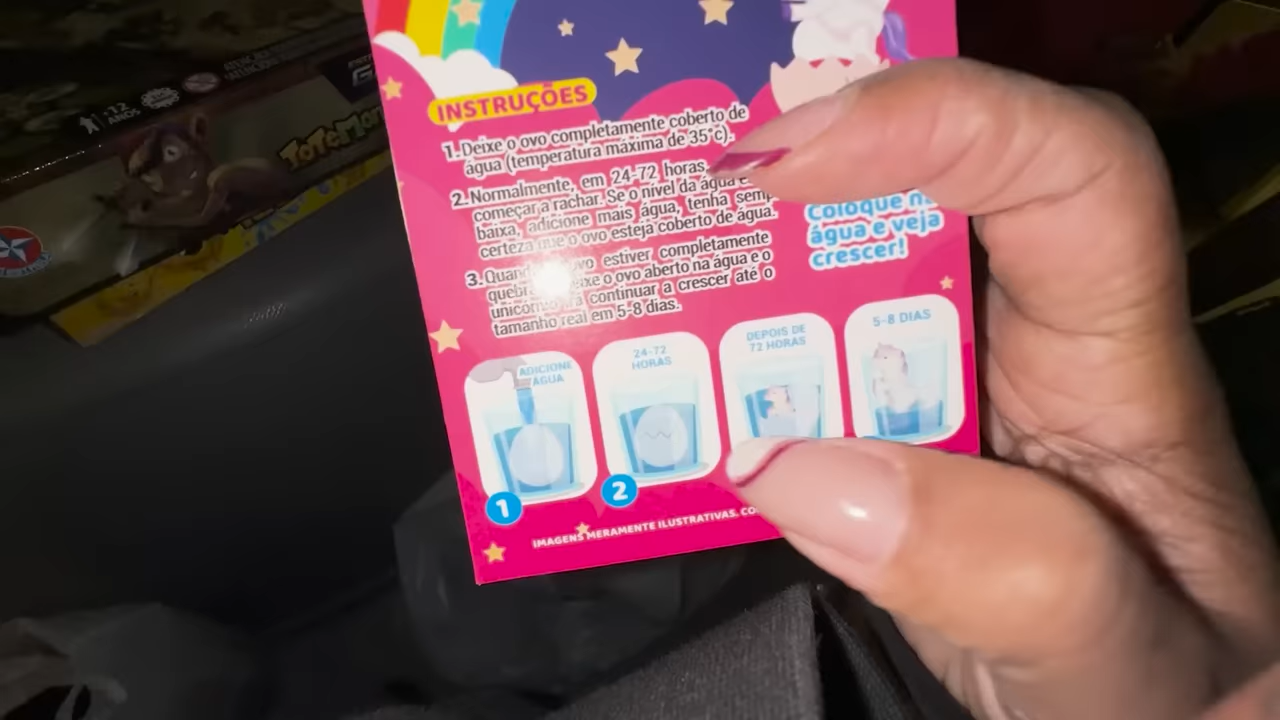 -12
ANOS
ATENÇÃO:
TOTEMO
INSTRUÇÕES
1. Deixe o ovo completamente coberto de
água (temperatura máxima de 35°c).
2. Normalmente, em 24-72 horas,
começar a rachar. Se o nível da água
baixa, adicione mais água, tenha
certeza que o ovo esteja coberto de água.
3. estiver completamente
o ovo aberto na água e o
continuar a crescer até o
tamanho real em 5-8 dias.
Coloque
água e veja
crescer!
ADICIONE
ÁGUA
24-72
HORAS
DEPOIS DE
72 HORAS
5-8 DIAS
1
2
IMAGENS MERAMENTE ILUSTRATIVAS.